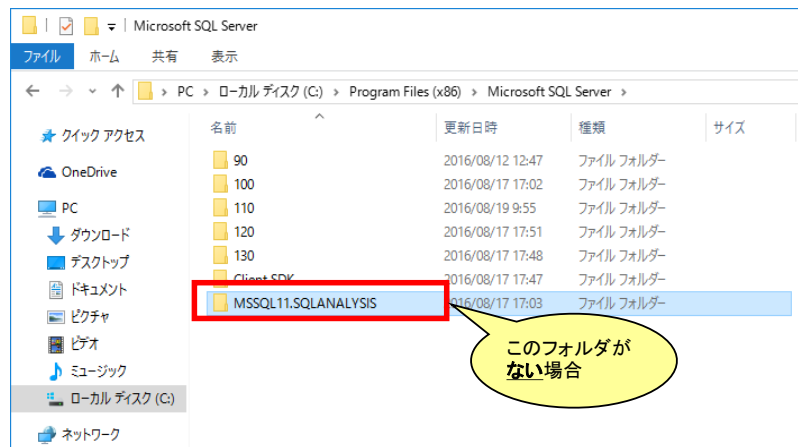 Microsoft SQL Server
ファイル ホーム 共有 表示
PC › ローカル ディスク (C:) › Program Files (x86) › Microsoft SQL Server ›
クイック アクセス
OneDrive
PC
ダウンロード
デスクトップ
ドキュメント
ピクチャ
ビデオ
ミュージック
ローカル ディスク (C:)
ネットワーク
名前 更新日時 種類 サイズ
90 2016/08/12 12:47 ファイル フォルダー
100 2016/08/17 17:02 ファイル フォルダー
110 2016/08/19 9:55 ファイル フォルダー
120 2016/08/17 17:51 ファイル フォルダー
130 2016/08/17 17:48 ファイル フォルダー
Client SDK 2016/08/17 17:47 ファイル フォルダー
MSSQL11.SQLANALYSIS 2016/08/17 17:03 ファイル フォルダー
このフォルダが
ない場合